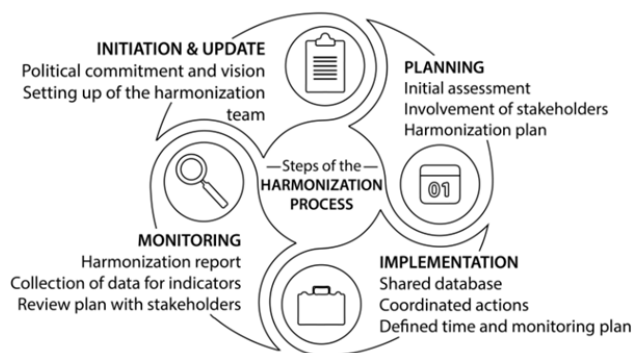 INITIATION & UPDATE
Political commitment and vision
Setting up of the harmonization
team
PLANNING
Initial assessment
Involvement of stakeholders
Harmonization plan
01
—Steps of the—
HARMONIZATION
PROCESS
MONITORING
Harmonization report
Collection of data for indicators
Review plan with stakeholders
IMPLEMENTATION
Shared database
Coordinated actions
Defined time and monitoring plan